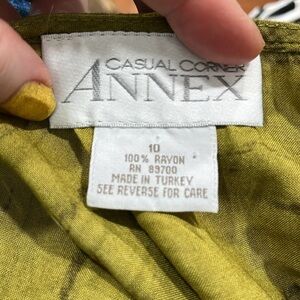 CASUAL CORNER
ANNEX
10
100% RAYON
RN 89700
MADE IN TURKEY
SEE REVERSE FOR CARE